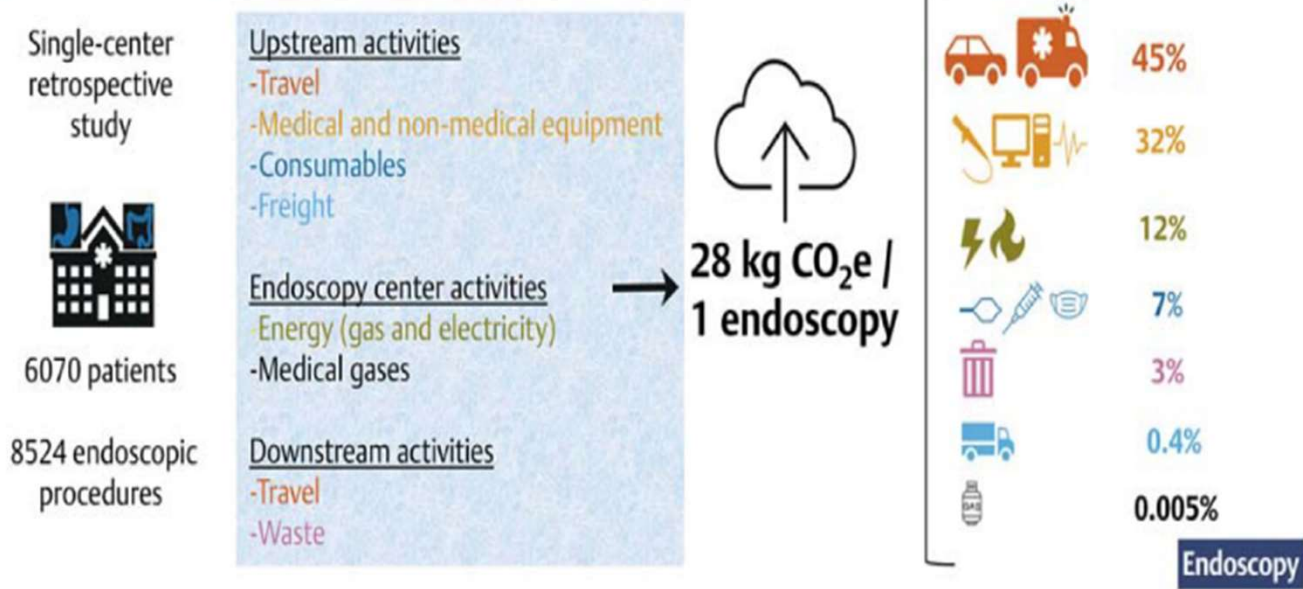 Single-center
retrospective
study
6070 patients
8524 endoscopic
procedures
Upstream activities
-Travel
-Medical and non-medical equipment
-Consumables
-Freight
Endoscopy center activities
-Energy (gas and electricity)
-Medical gases
Downstream activities
-Travel
-Waste
28 kg CO₂e /
1 endoscopy
45%
32%
12%
7%
3%
0.4%
GAS
0.005%
Endoscopy